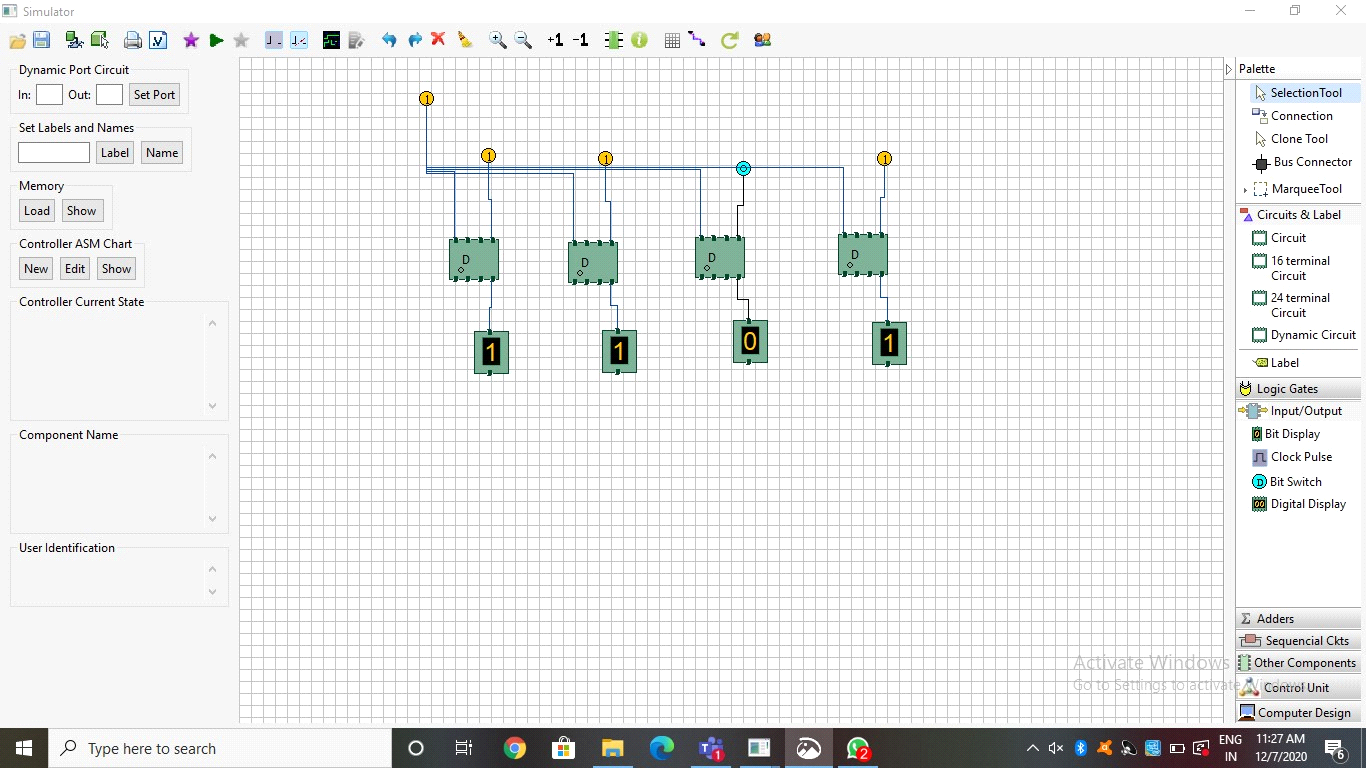 Simulator
+1 -1
Dynamic Port Circuit
In: Out: Set Port
Set Labels and Names
Label Name
Memory
Load Show
Controller ASM Chart
New Edit Show
Controller Current State
Component Name
User Identification
1
1
1
1
D
D
D
D
1
1
0
1
Palette
SelectionTool
Connection
Clone Tool
Bus Connector
MarqueeTool
Circuits & Label
Circuit
16 terminal
Circuit
24 terminal
Circuit
Dynamic Circuit
Label
Logic Gates
Input/Output
Bit Display
Clock Pulse
D Bit Switch
Digital Display
Σ Adders
Sequencial Ckts
Other Components
Control Unit
Computer Design
Activate Windows
Go to Settings to activate Windows.
Type here to search
1
2
ENG
IN
11:27 AM
12/7/2020
6